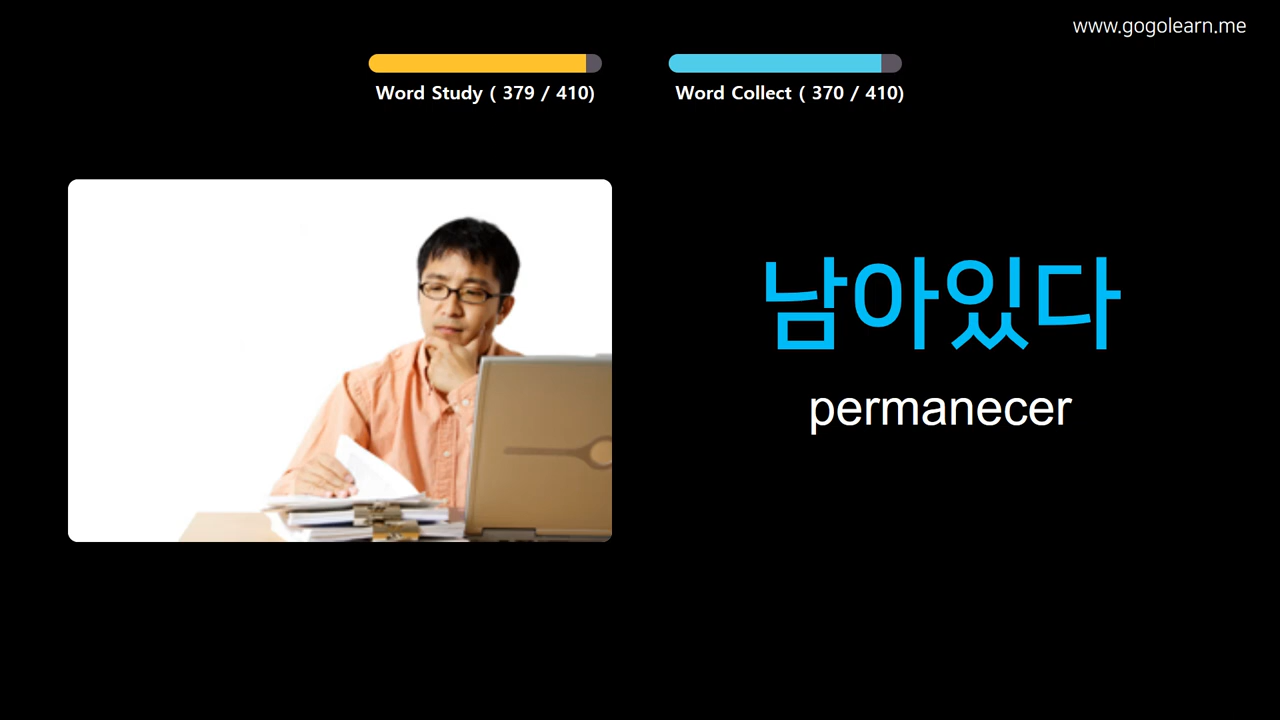 www.gogolearn.me
Word Study ( 379 / 410)
Word Collect ( 370 / 410)
남아있다
permanecer